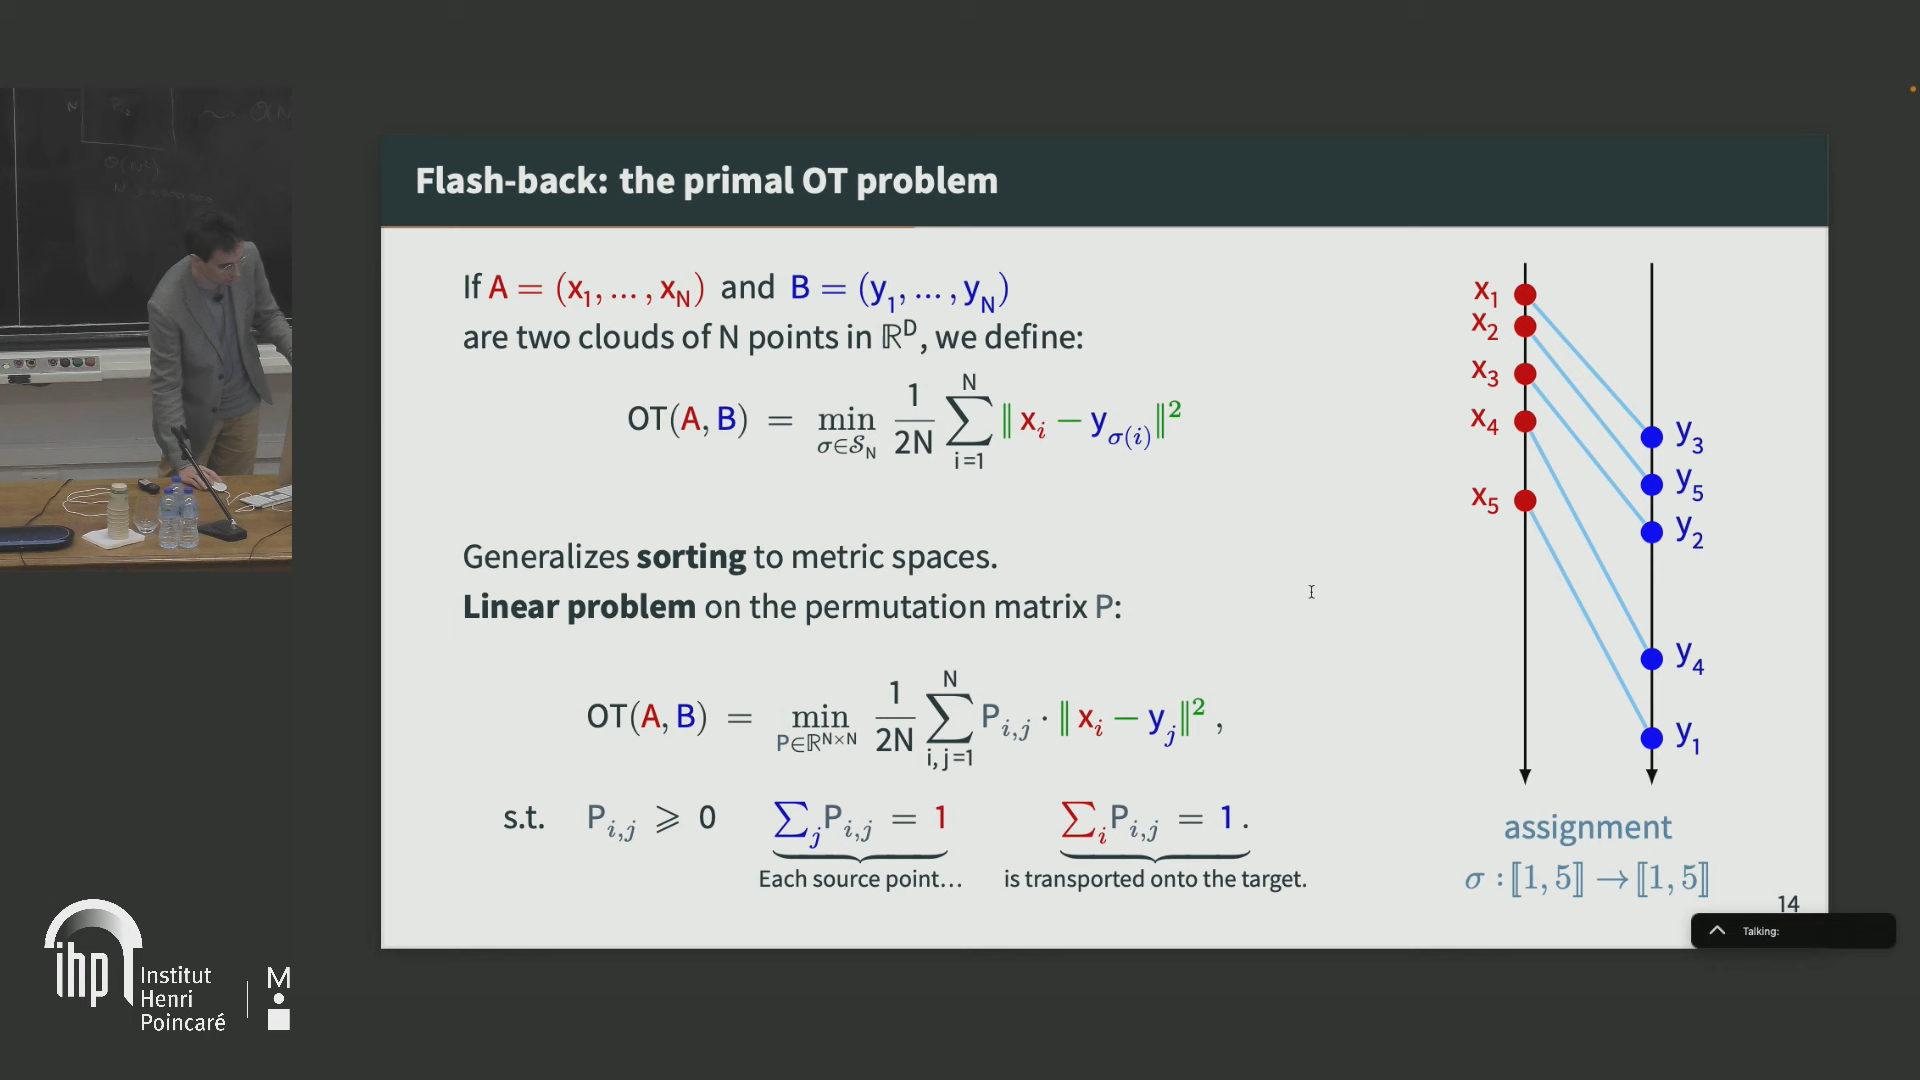 Flash-back: the primal OT problem
If A = (x₁, … , x_N) and B = (y₁, … , y_N)
are two clouds of N points in ℝᴰ, we define:
OT(A, B) = min_{σ∈𝒮_N} 1/2N ∑_{i=1}^{N} ‖ x_i − y_{σ(i)} ‖²
Generalizes sorting to metric spaces.
Linear problem on the permutation matrix P:
OT(A, B) = min_{P∈ℝ^{N×N}} 1/2N ∑_{i,j=1}^{N} P_{i,j} · ‖ x_i − y_j ‖² ,
s.t. P_{i,j} ⩾ 0 ∑_j P_{i,j} = 1 ∑_i P_{i,j} = 1.
Each source point… is transported onto the target.
x₁
x₂
x₃
x₄
x₅
y₃
y₅
y₂
y₄
y₁
assignment
σ : ⟦1, 5⟧ → ⟦1, 5⟧
14
Talking:
ihp
Institut
Henri
Poincaré
M